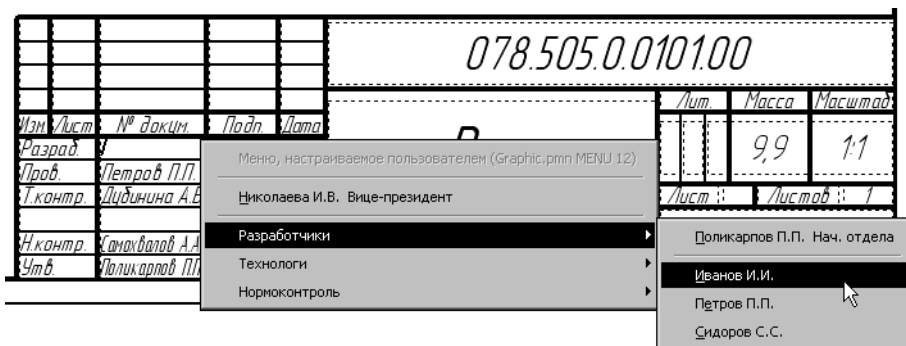 078.505.0.0101.00
Лит. Масса Масштаб
Изм. Лист № докум. Подп. Дата
9,9 1:1
Разраб.
Пров. Петров П.П.
Т.контр. Дубинина А.В
Лист Листов 1
Н.контр. Самохвалов А.А
Утв. Поликарпов П.П
Меню, настраиваемое пользователем (Graphic.pmn MENU 12)
Николаева И.В. Вице-президент
Разработчики
Технологи
Нормоконтроль
Поликарпов П.П. Нач. отдела
Иванов И.И.
Петров П.П.
Сидоров С.С.